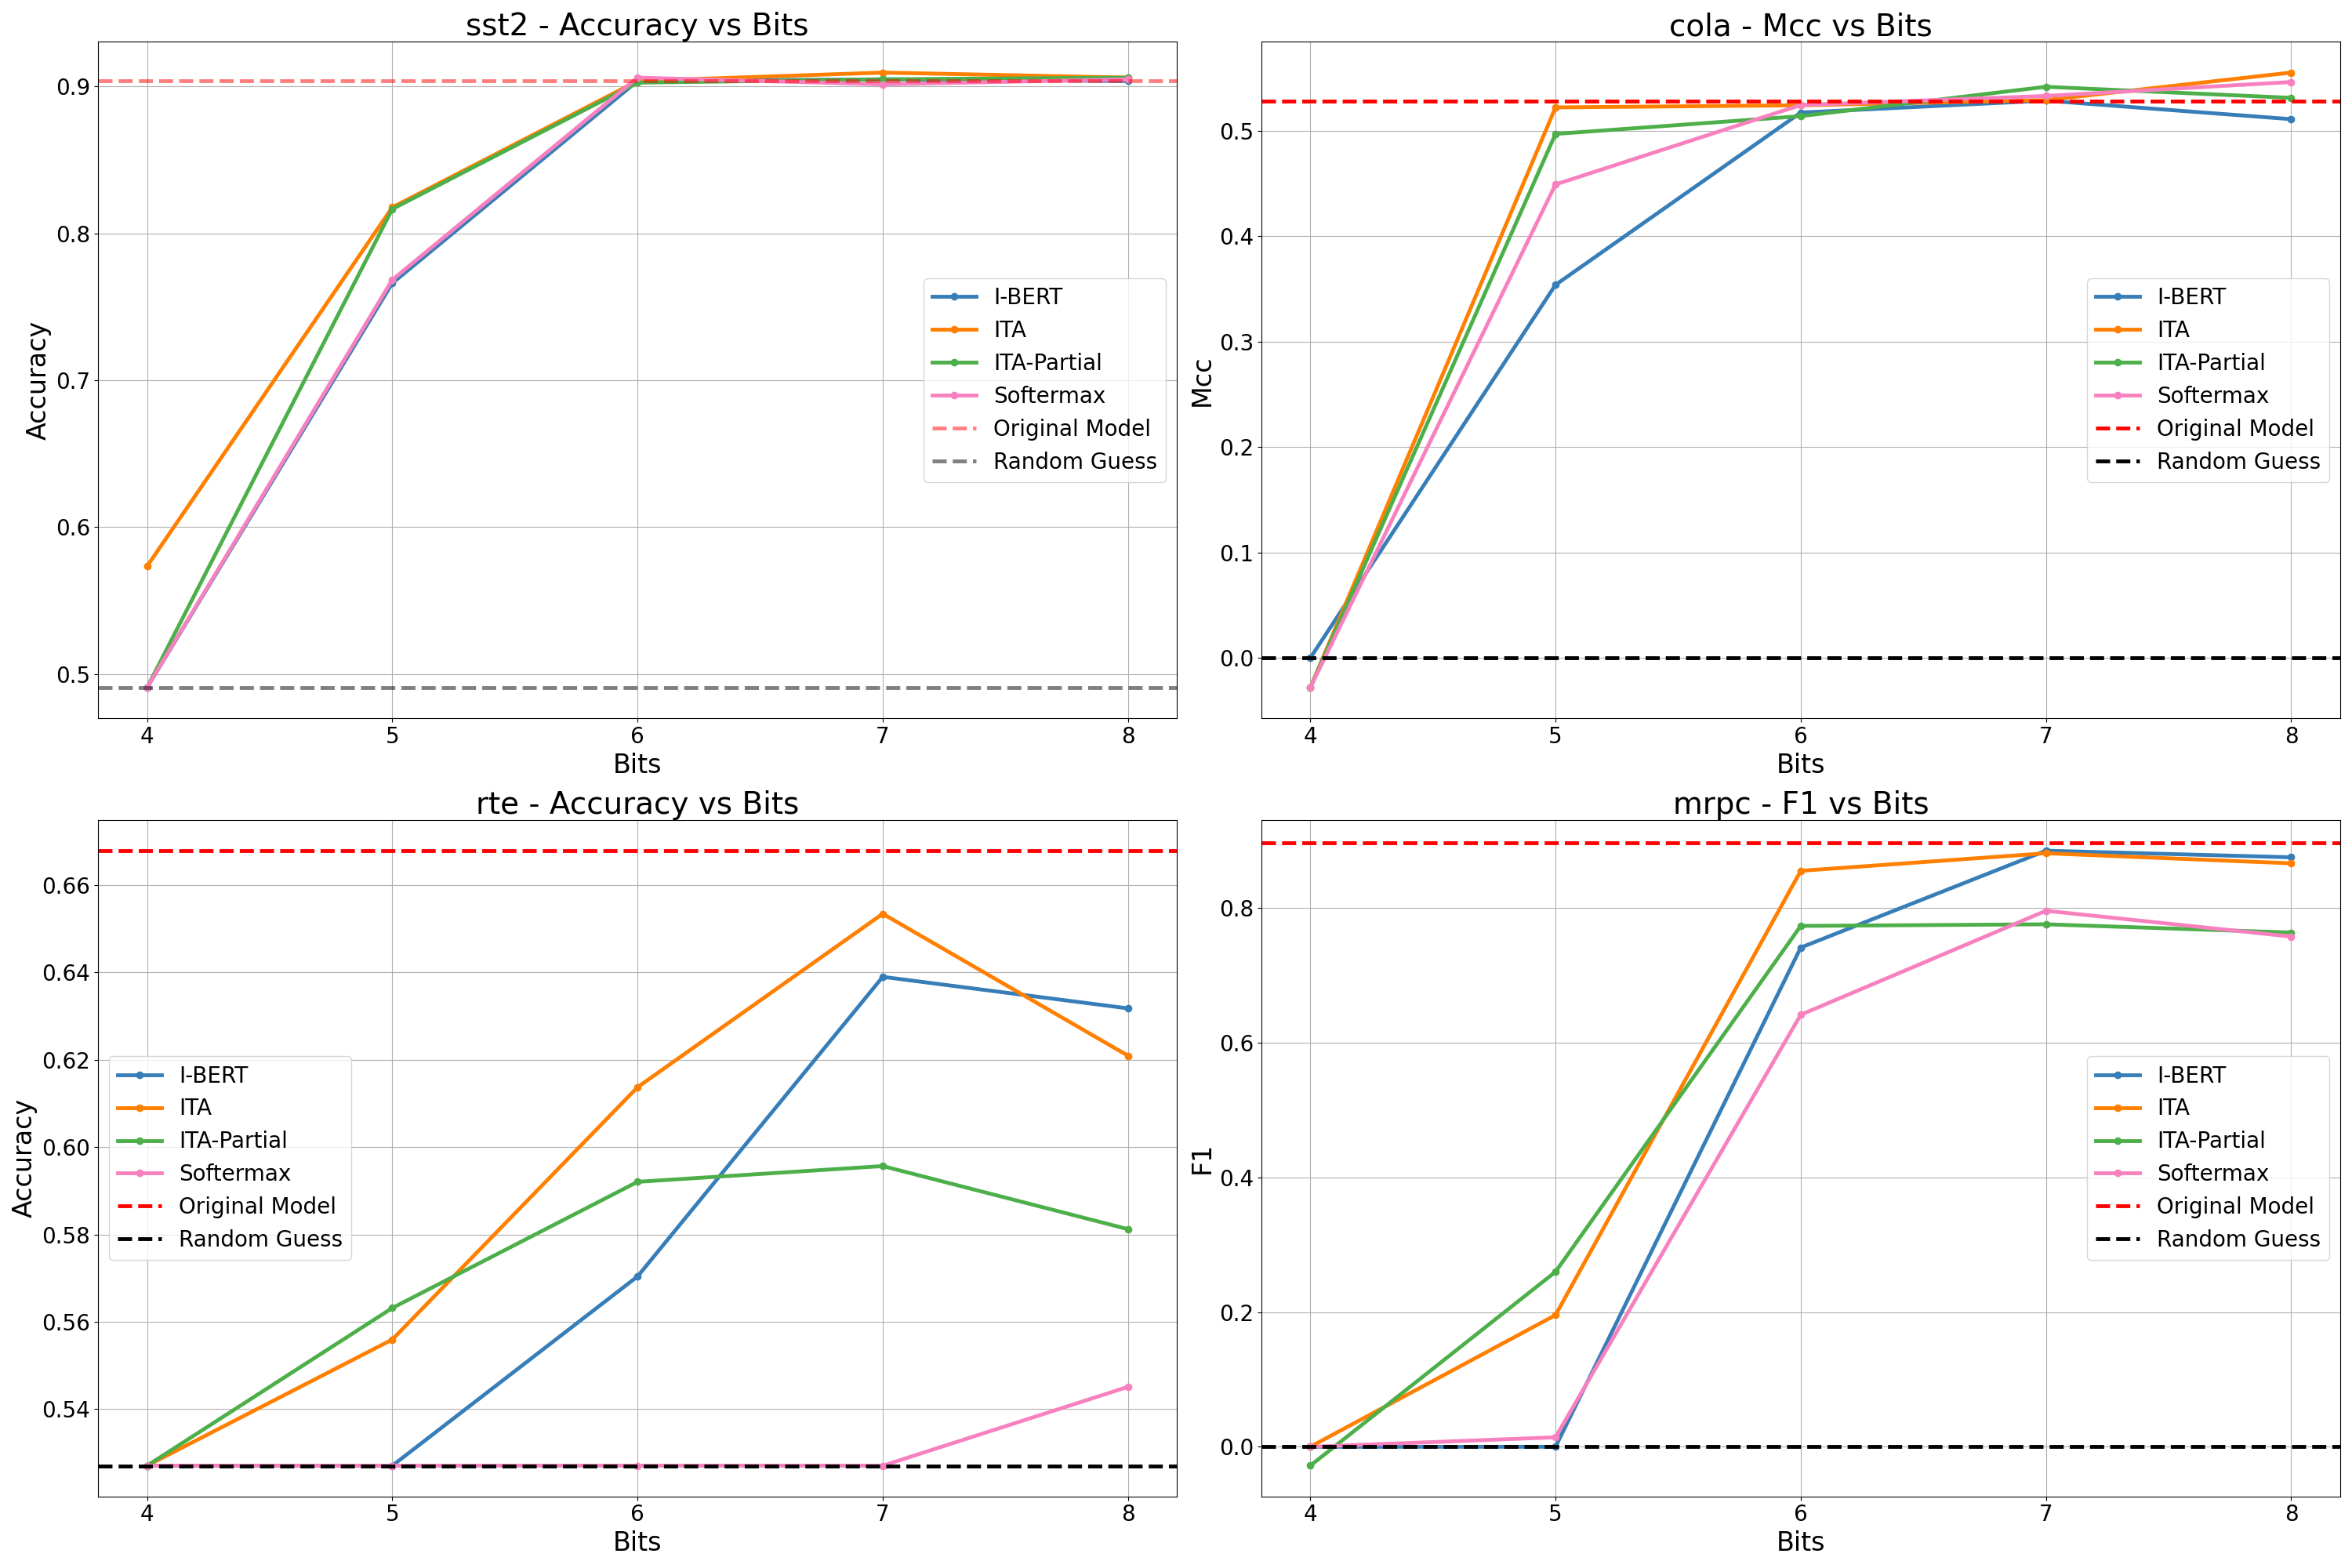 sst2 - Accuracy vs Bits
Accuracy
0.9
0.8
0.7
0.6
0.5
I-BERT
ITA
ITA-Partial
Softermax
Original Model
Random Guess
4 5 6 7 8
Bits
cola - Mcc vs Bits
Mcc
0.5
0.4
0.3
0.2
0.1
0.0
I-BERT
ITA
ITA-Partial
Softermax
Original Model
Random Guess
4 5 6 7 8
Bits
rte - Accuracy vs Bits
Accuracy
0.66
0.64
0.62
0.60
0.58
0.56
0.54
I-BERT
ITA
ITA-Partial
Softermax
Original Model
Random Guess
4 5 6 7 8
Bits
mrpc - F1 vs Bits
F1
0.8
0.6
0.4
0.2
0.0
I-BERT
ITA
ITA-Partial
Softermax
Original Model
Random Guess
4 5 6 7 8
Bits